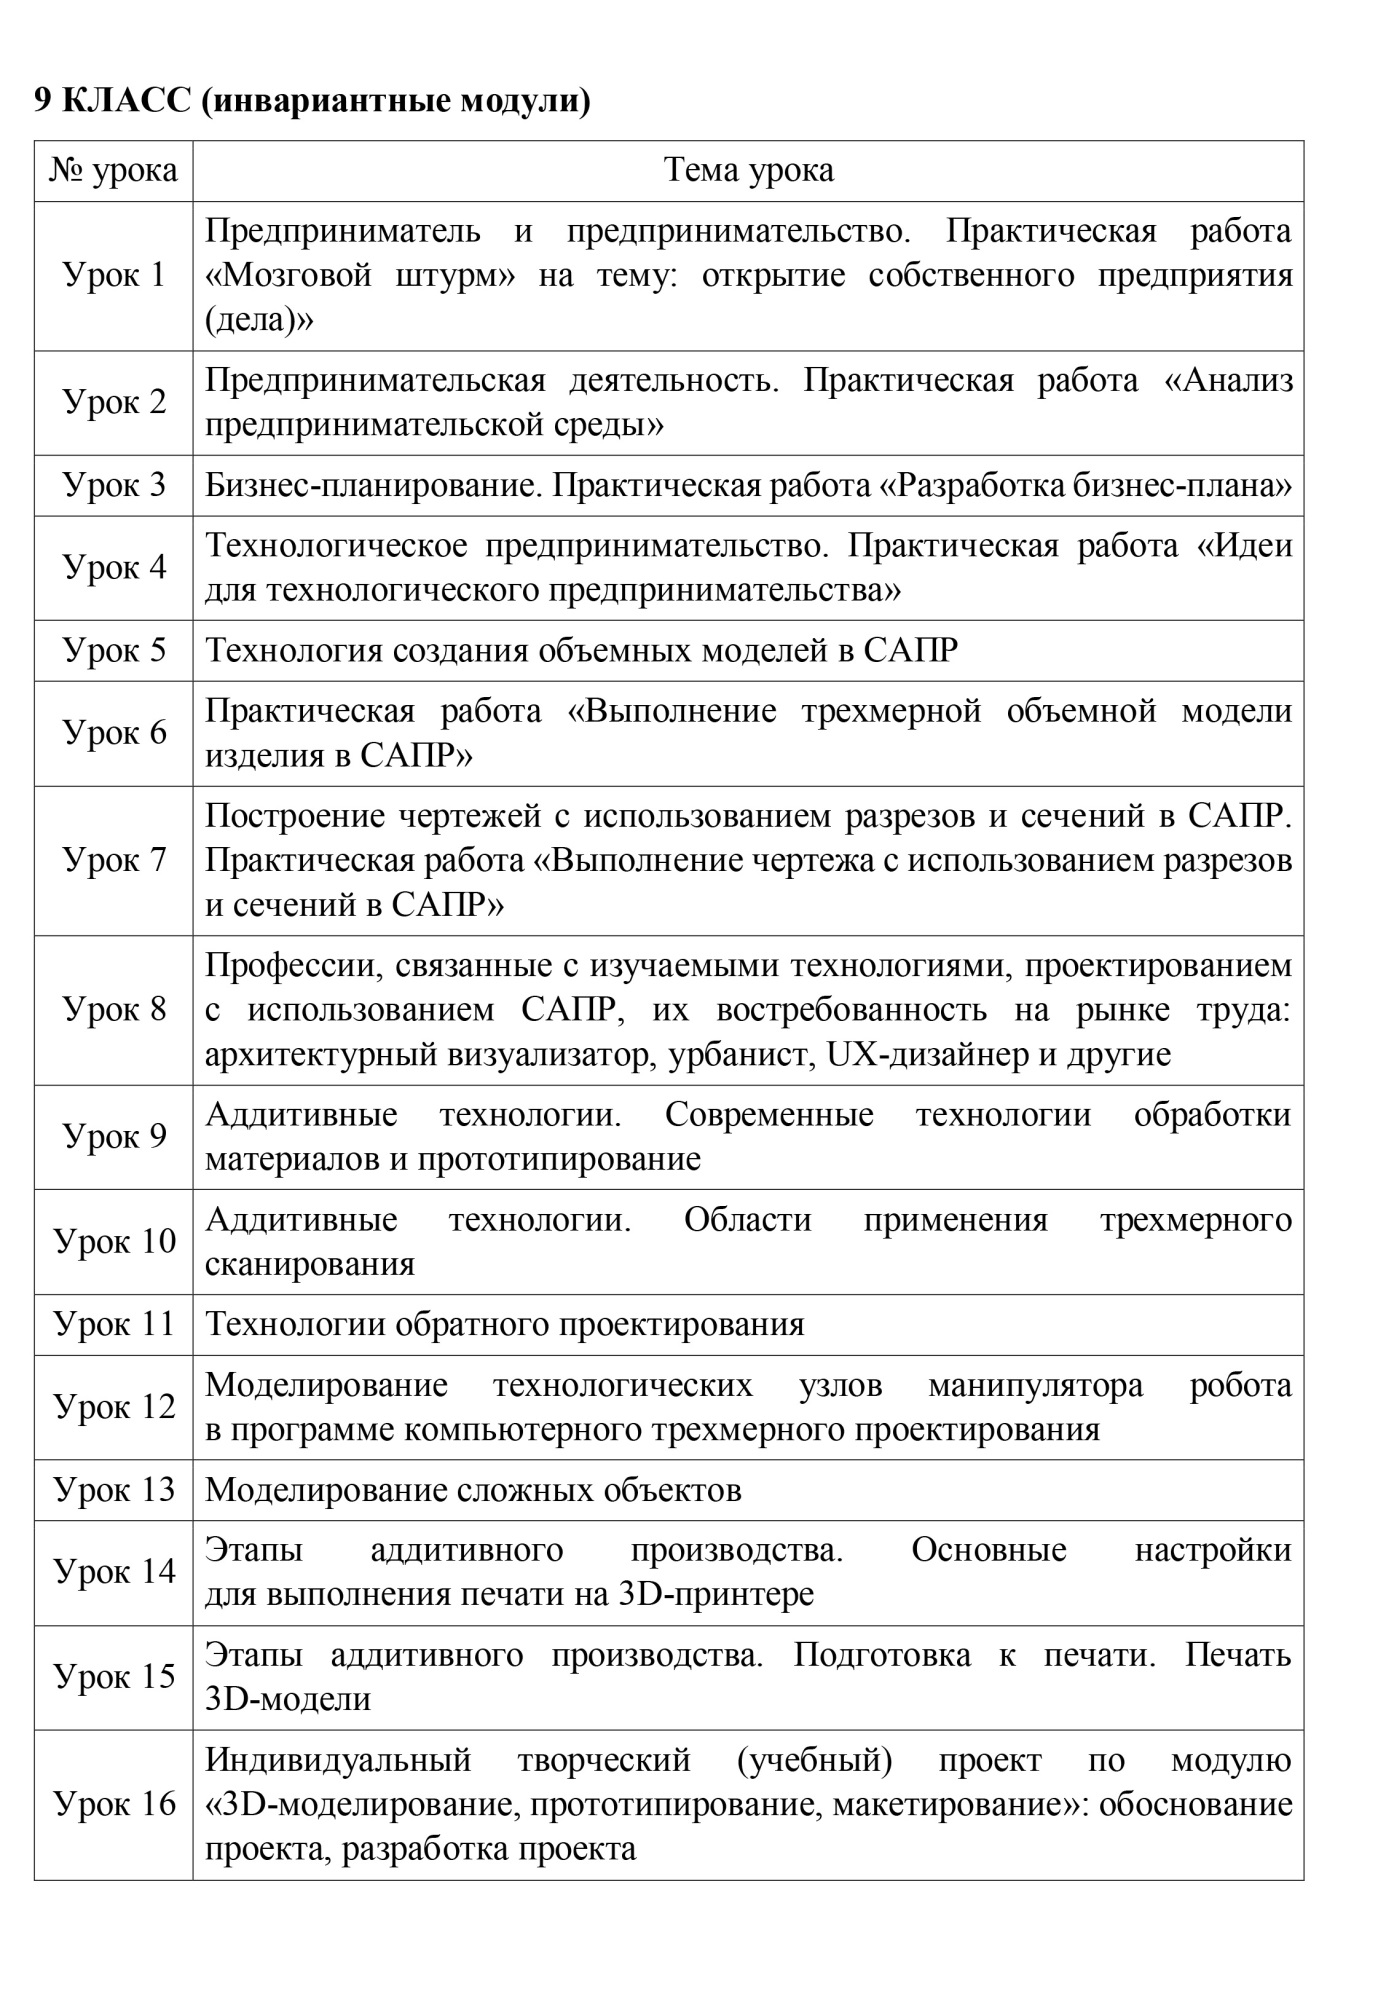 9 КЛАСС (инвариантные модули)
№ урока
Тема урока
Урок 1
Предприниматель и предпринимательство. Практическая работа
«Мозговой штурм» на тему: открытие собственного предприятия
(дела)»
Урок 2
Предпринимательская деятельность. Практическая работа «Анализ
предпринимательской среды»
Урок 3
Бизнес-планирование. Практическая работа «Разработка бизнес-плана»
Урок 4
Технологическое предпринимательство. Практическая работа «Идеи
для технологического предпринимательства»
Урок 5
Технология создания объемных моделей в САПР
Урок 6
Практическая работа «Выполнение трехмерной объемной модели
изделия в САПР»
Урок 7
Построение чертежей с использованием разрезов и сечений в САПР.
Практическая работа «Выполнение чертежа с использованием разрезов
и сечений в САПР»
Урок 8
Профессии, связанные с изучаемыми технологиями, проектированием
с использованием САПР, их востребованность на рынке труда:
архитектурный визуализатор, урбанист, UX-дизайнер и другие
Урок 9
Аддитивные технологии. Современные технологии обработки
материалов и прототипирование
Урок 10
Аддитивные технологии. Области применения трехмерного
сканирования
Урок 11
Технологии обратного проектирования
Урок 12
Моделирование технологических узлов манипулятора робота
в программе компьютерного трехмерного проектирования
Урок 13
Моделирование сложных объектов
Урок 14
Этапы аддитивного производства. Основные настройки
для выполнения печати на 3D-принтере
Урок 15
Этапы аддитивного производства. Подготовка к печати. Печать
3D-модели
Урок 16
Индивидуальный творческий (учебный) проект по модулю
«3D-моделирование, прототипирование, макетирование»: обоснование
проекта, разработка проекта